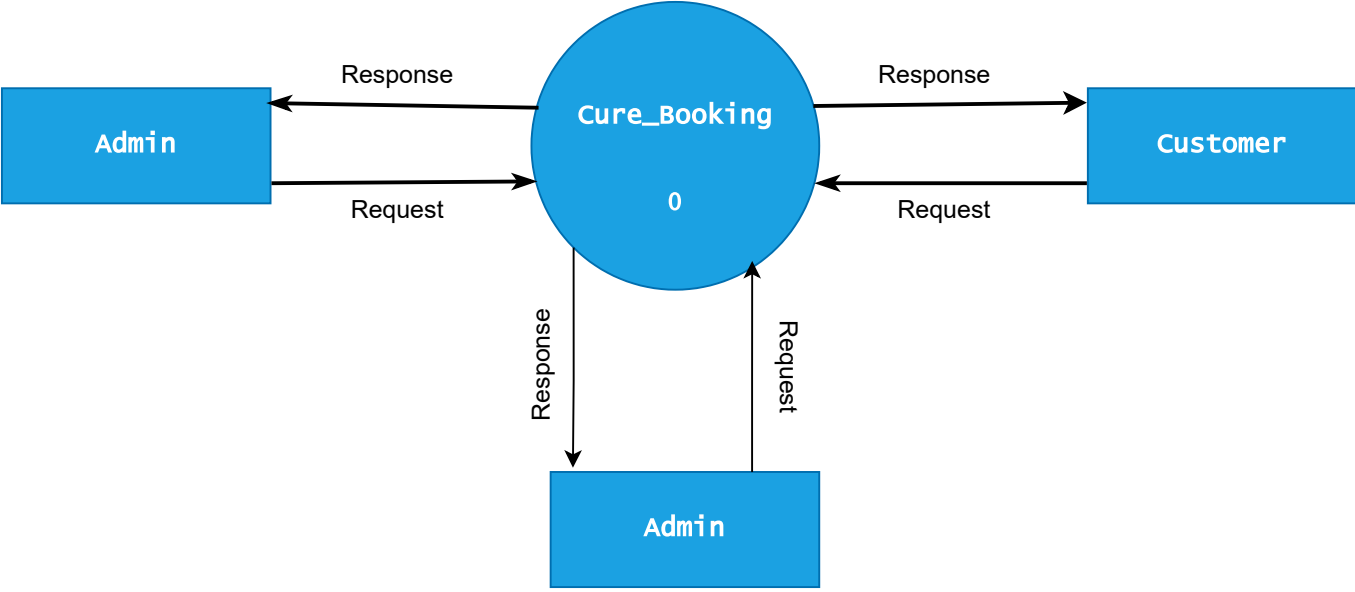 Response
Response
Cure_Booking
Admin
Customer
0
Request
Request
Response
Request
Admin